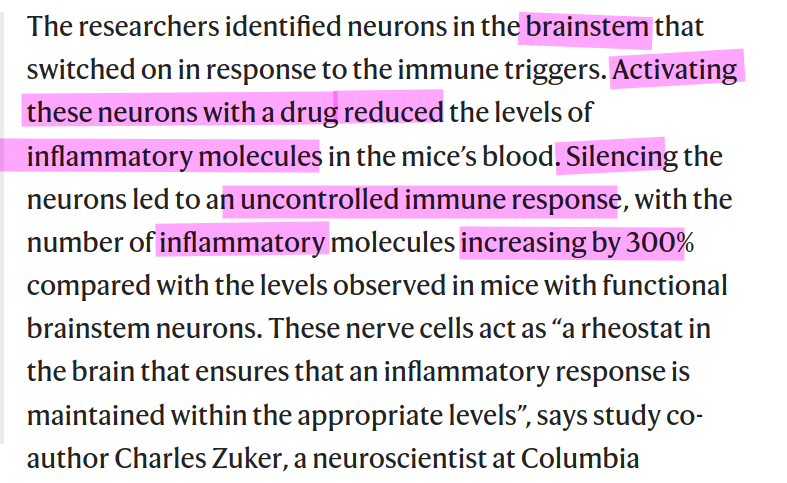 The researchers identified neurons in the brainstem that
switched on in response to the immune triggers. Activating
these neurons with a drug reduced the levels of
inflammatory molecules in the mice’s blood. Silencing the
neurons led to an uncontrolled immune response, with the
number of inflammatory molecules increasing by 300%
compared with the levels observed in mice with functional
brainstem neurons. These nerve cells act as “a rheostat in
the brain that ensures that an inflammatory response is
maintained within the appropriate levels”, says study co-
author Charles Zuker, a neuroscientist at Columbia